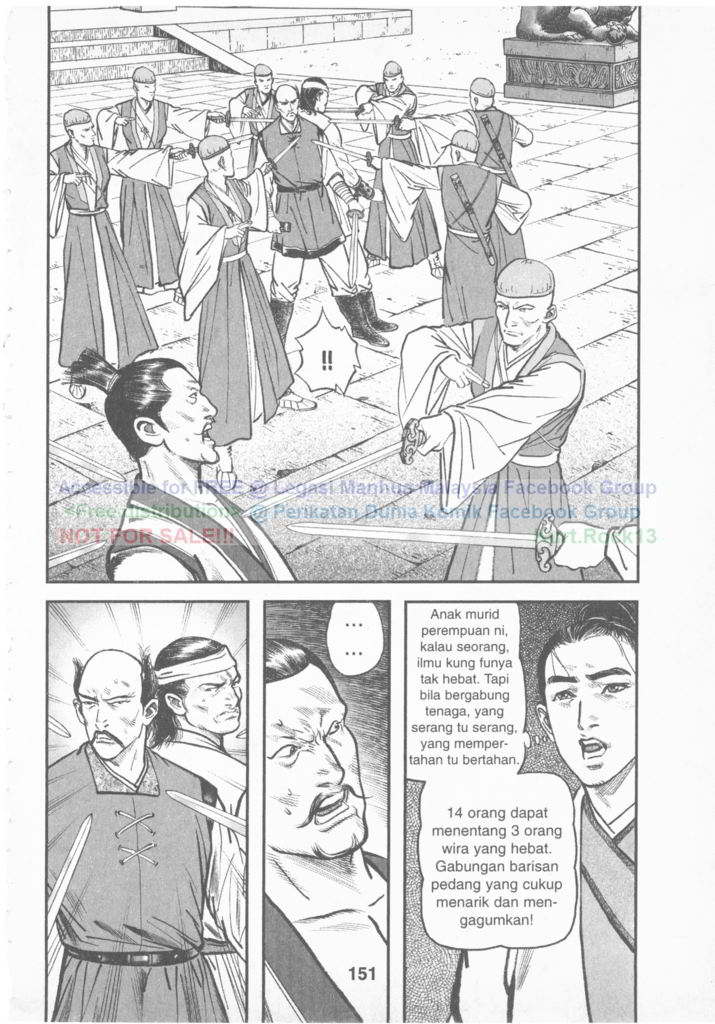 !!
Accessible for FREE @ Legasi Manhua Malaysia Facebook Group
<Free distribution> @ Perikatan Dunia Komik Facebook Group
NOT FOR SALE!!!
...
...
Anak murid
perempuan ni,
kalau seorang,
ilmu kung funya
tak hebat. Tapi
bila bergabung
tenaga, yang
serang tu serang,
yang memper-
tahan tu bertahan.
14 orang dapat
menentang 3 orang
wira yang hebat.
Gabungan barisan
pedang yang cukup
menarik dan men-
gagumkan!
151